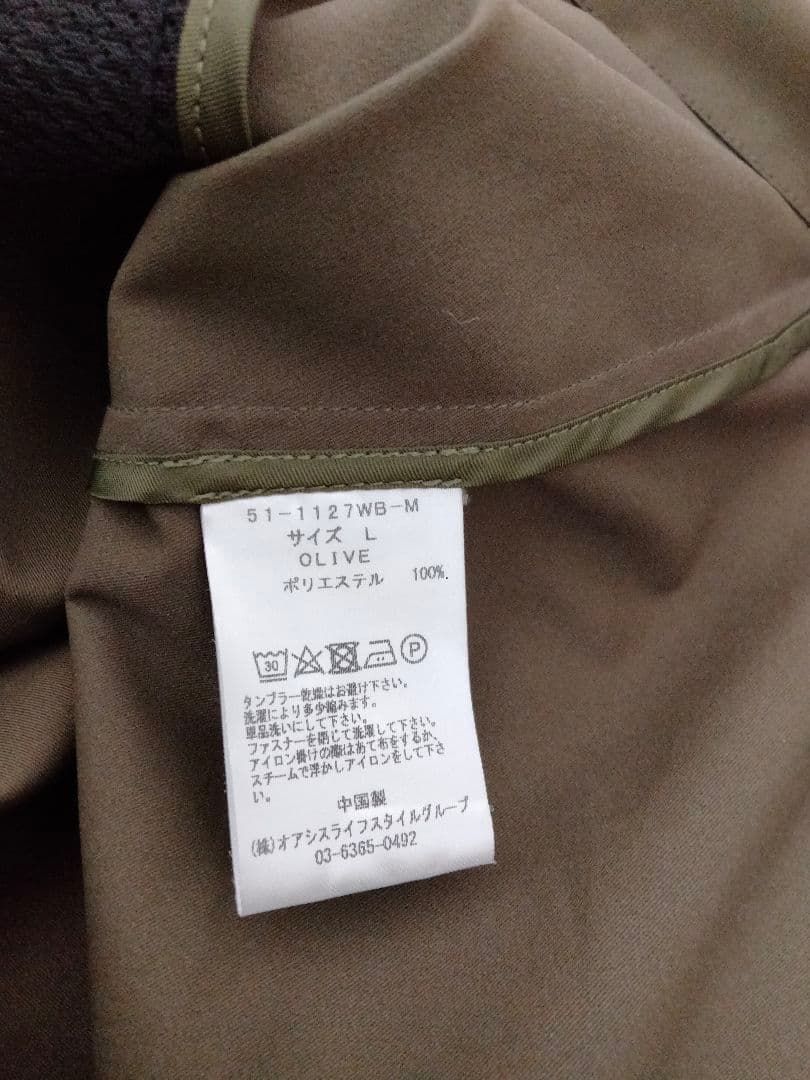 51-1127WB-M
サイズ L
OLIVE
ポリエステル 100%
30 P
タンブラー乾燥はお避け下さい。
洗濯により多少縮みます。
単品洗いにして下さい。
ファスナーを閉じて洗濯して下さい。
アイロン掛けの際はあて布をするか、
スチームで浮かしアイロンをして下さ
い。
中国製
(株)オアシスライフスタイルグループ
03-6365-0492